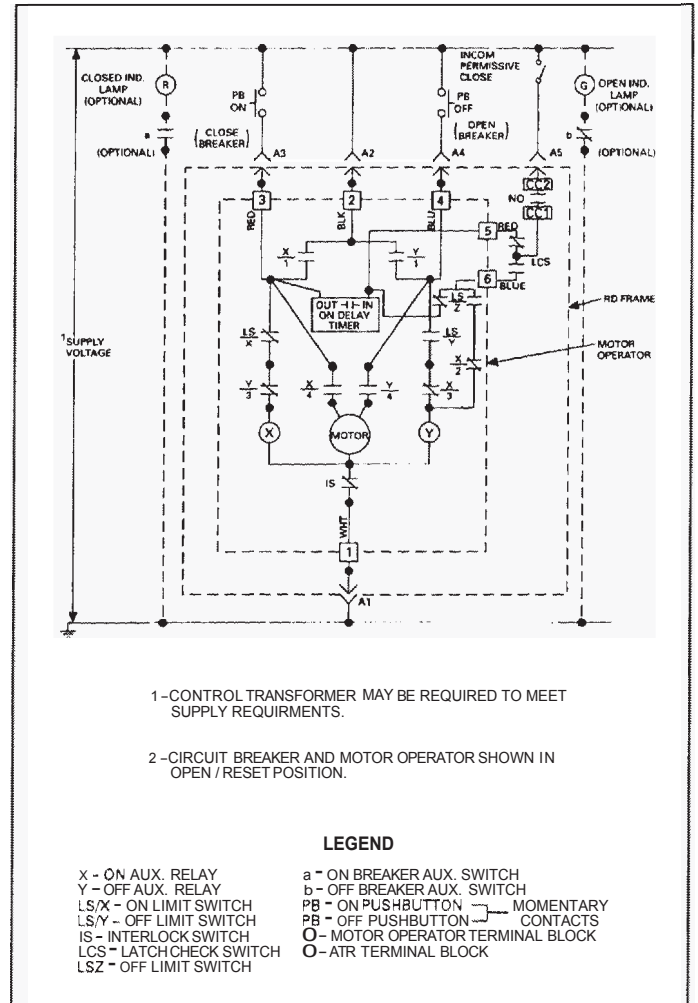 CLOSED IND.
LAMP
(OPTIONAL)
R
a
(OPTIONAL)
PB
ON
(CLOSE
BREAKER)
A3
A2
PB
OFF
(OPEN
BREAKER)
A4
INCOM
PERMISSIVE
CLOSE
A5
G
OPEN IND.
LAMP
(OPTIONAL)
b
(OPTIONAL)
CC2
NO
CC1
3
2
4
RED
BLK
BLU
5
RED
LCS
6
BLUE
X
1
Y
1
OUT IN
ON DELAY
TIMER
LS
Z
LS
X
LS
Y
X
2
Y
3
X
4
Y
4
X
3
X
MOTOR
Y
IS
WHT
1
A1
RD FRAME
MOTOR
OPERATOR
1 SUPPLY
VOLTAGE
1 – CONTROL TRANSFORMER MAY BE REQUIRED TO MEET
SUPPLY REQUIRMENTS.
2 – CIRCUIT BREAKER AND MOTOR OPERATOR SHOWN IN
OPEN / RESET POSITION.
LEGEND
X - ON AUX. RELAY
Y - OFF AUX. RELAY
LS/X - ON LIMIT SWITCH
LS/Y - OFF LIMIT SWITCH
IS - INTERLOCK SWITCH
LCS - LATCH CHECK SWITCH
LSZ - OFF LIMIT SWITCH
a - ON BREAKER AUX. SWITCH
b - OFF BREAKER AUX. SWITCH
PB - ON PUSHBUTTON
PB - OFF PUSHBUTTON
MOMENTARY
CONTACTS
O - MOTOR OPERATOR TERMINAL BLOCK
O - ATR TERMINAL BLOCK